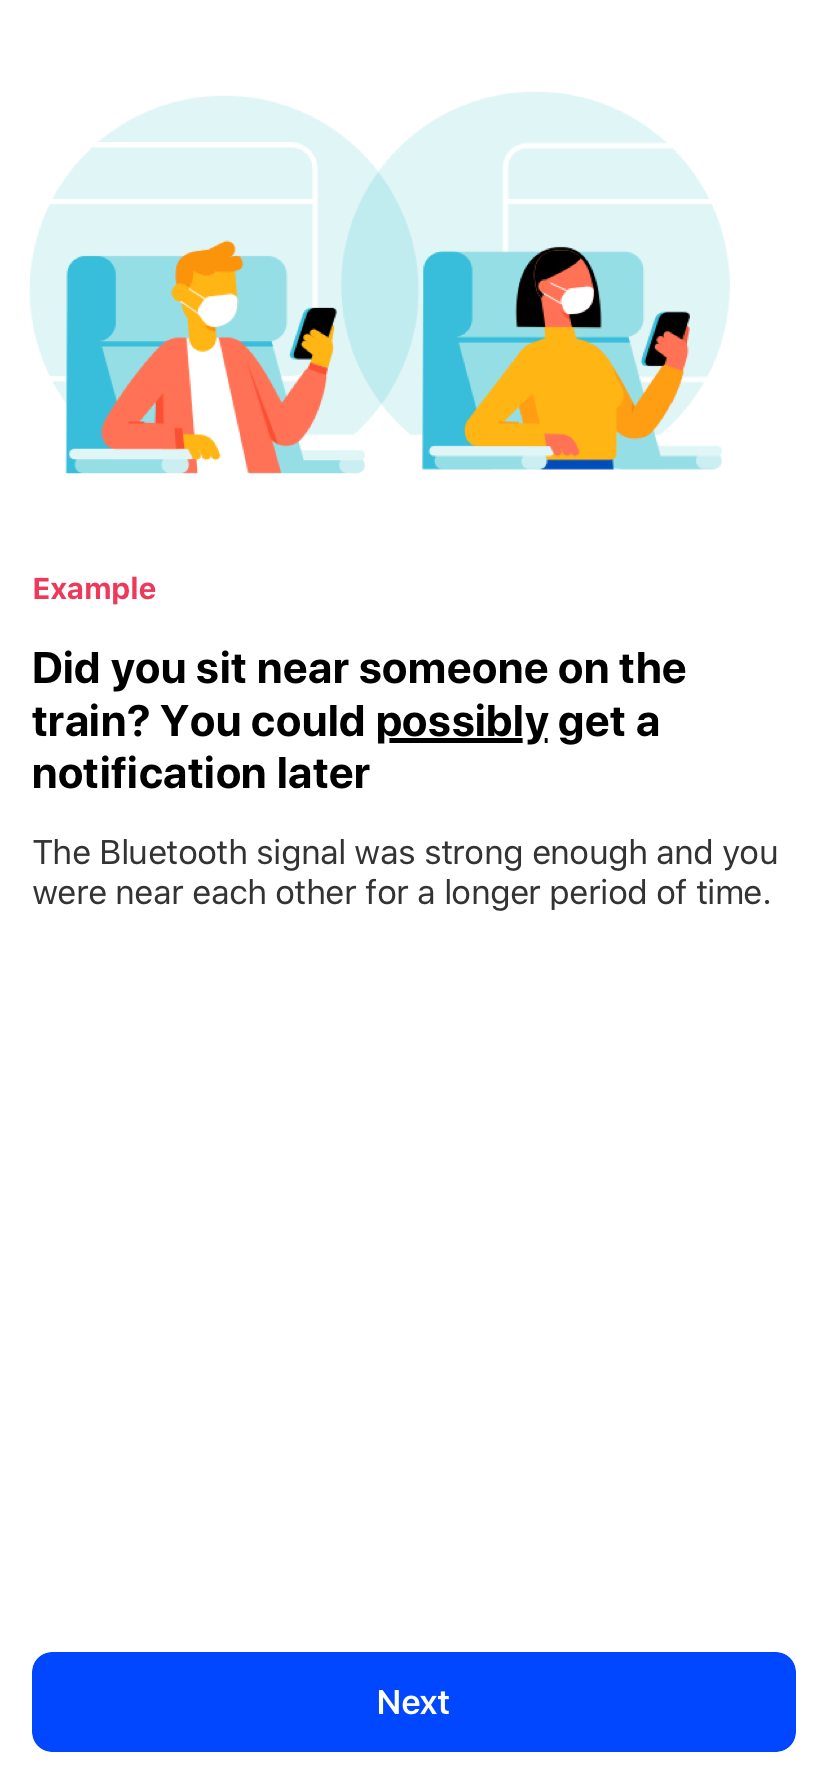 Example
Did you sit near someone on the
train? You could possibly get a
notification later
The Bluetooth signal was strong enough and you
were near each other for a longer period of time.
Next